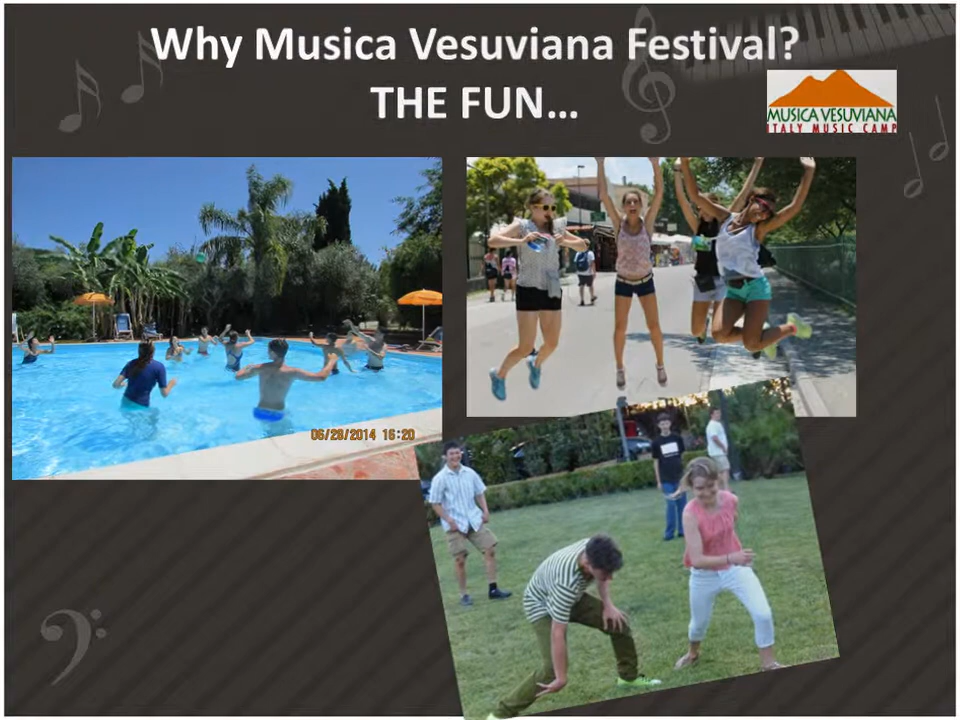 Why Musica Vesuviana Festival?
THE FUN...
MUSICA VESUVIANA
ITALY MUSIC CAMP
06/28/2014 16:20